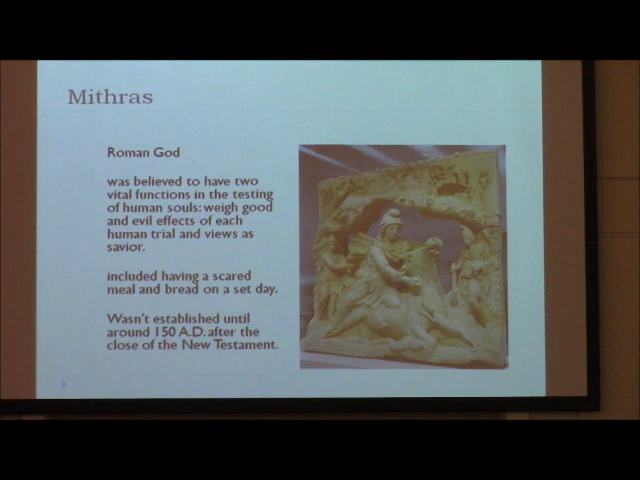 Mithras
Roman God
was believed to have two
vital functions in the testing
of human souls: weigh good
and evil effects of each
human trial and views as
savior.
included having a scared
meal and bread on a set day.
Wasn't established until
around 150 A.D. after the
close of the New Testament.